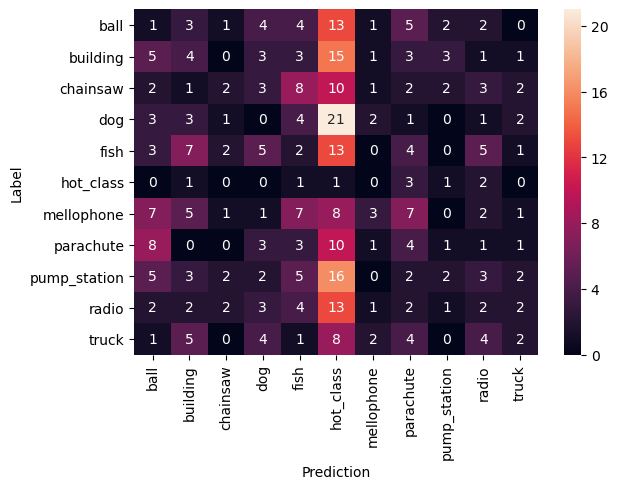 ball 1 3 1 4 4 13 1 5 2 2 0
building 5 4 0 3 3 15 1 3 3 1 1
chainsaw 2 1 2 3 8 10 1 2 2 3 2
dog 3 3 1 0 4 21 2 1 0 1 2
fish 3 7 2 5 2 13 0 4 0 5 1
hot_class 0 1 0 0 1 1 0 3 1 2 0
mellophone 7 5 1 1 7 8 3 7 0 2 1
parachute 8 0 0 3 3 10 1 4 1 1 1
pump_station 5 3 2 2 5 16 0 2 2 3 2
radio 2 2 2 3 4 13 1 2 1 2 2
truck 1 5 0 4 1 8 2 4 0 4 2
Label
ball building chainsaw dog fish hot_class mellophone parachute pump_station radio truck
Prediction
20
16
12
8
4
0